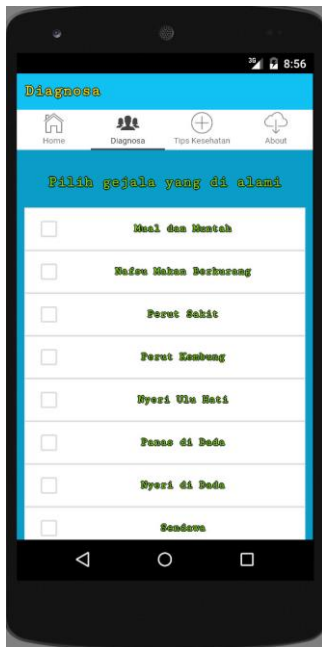 3G 8:56
Diagnosa
Home Diagnosa Tips Kesehatan About
Pilih gejala yang di alami
Mual dan Muntah
Nafsu Makan Berkurang
Perut Sakit
Perut Kembung
Nyeri Ulu Hati
Panas di Dada
Nyeri di Dada
Sendawa